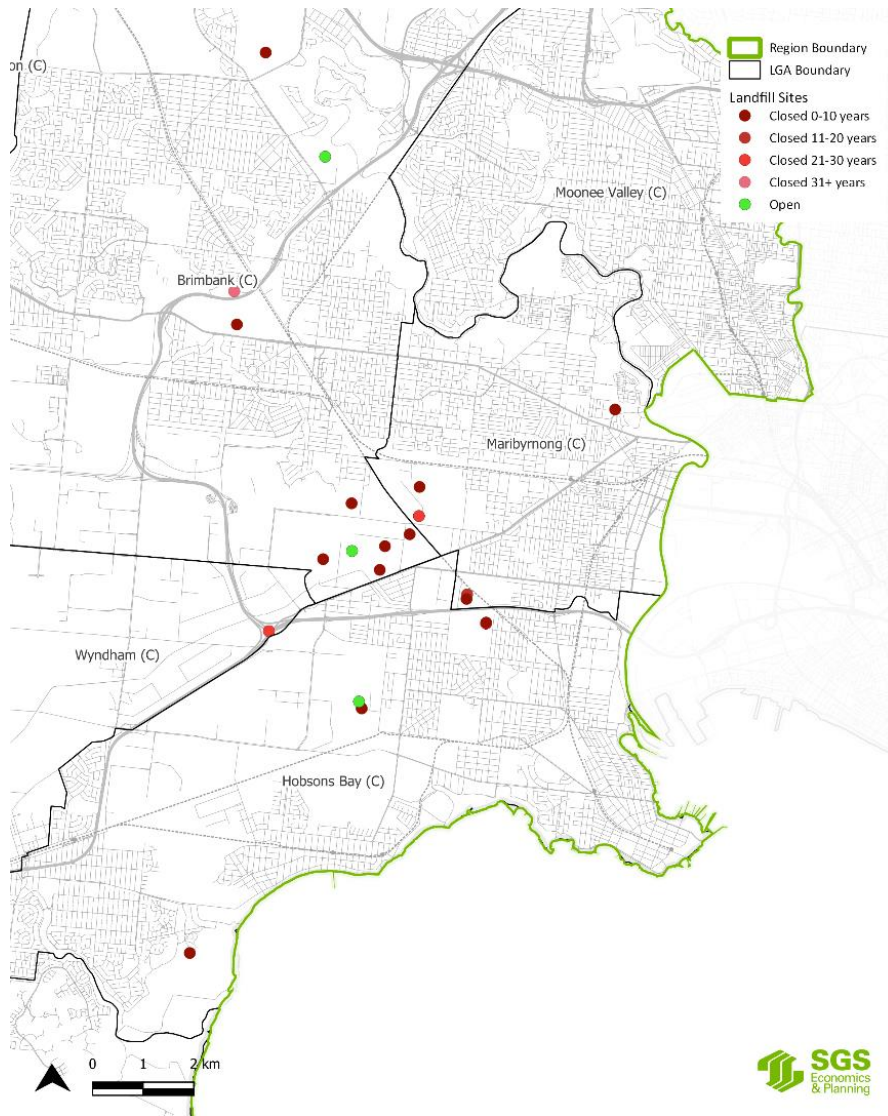 Region Boundary
LGA Boundary
Landfill Sites
Closed 0-10 years
Closed 11-20 years
Closed 21-30 years
Closed 31+ years
Open
on (C)
Moonee Valley (C)
Brimbank (C)
Maribyrnong (C)
Wyndham (C)
Hobsons Bay (C)
0 1 2 km
SGS
Economics
& Planning